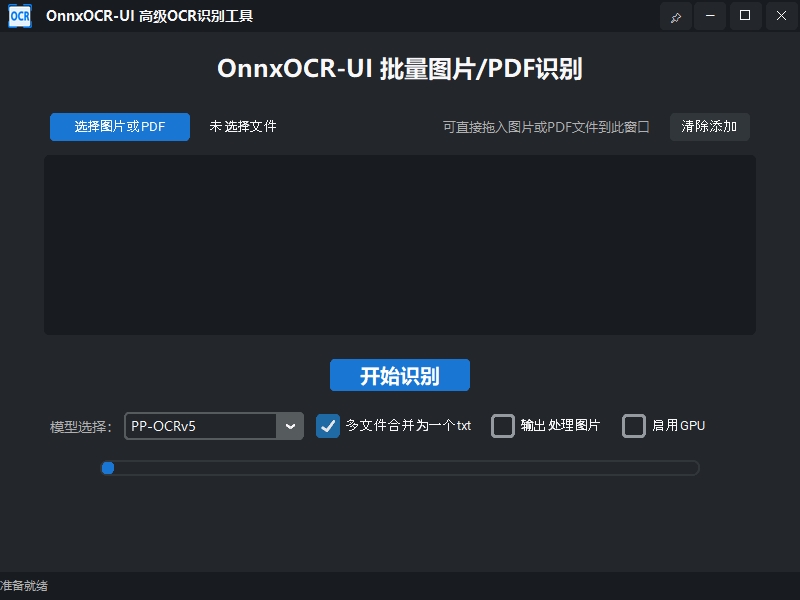 OCR OnnxOCR-UI 高级OCR识别工具
OnnxOCR-UI 批量图片/PDF识别
选择图片或PDF 未选择文件 可直接拖入图片或PDF文件到此窗口 清除添加
开始识别
模型选择： PP-OCRv5 多文件合并为一个txt 输出处理图片 启用GPU
准备就绪